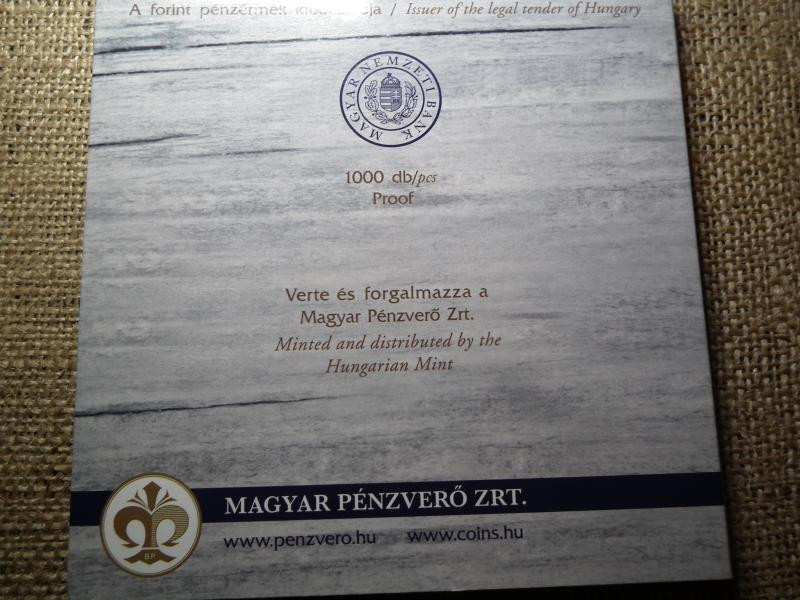 A forint pénzérmék kibocsátója / Issuer of the legal tender of Hungary
MAGYAR NEMZETI BANK
1000 db/pcs
Proof
Verte és forgalmazza a
Magyar Pénzverő Zrt.
Minted and distributed by the
Hungarian Mint
BP.
MAGYAR PÉNZVERŐ ZRT.
www.penzvero.hu www.coins.hu